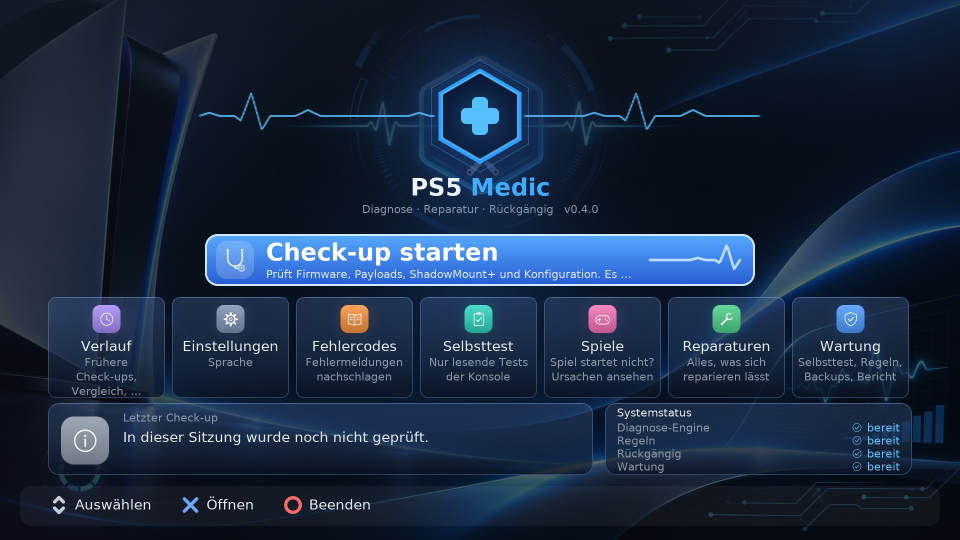 PS5 Medic
Diagnose · Reparatur · Rückgängig v0.4.0
Check-up starten
Prüft Firmware, Payloads, ShadowMount+ und Konfiguration. Es ...
Verlauf
Frühere
Check-ups,
Vergleich, ...
Einstellungen
Sprache
Fehlercodes
Fehlermeldungen
nachschlagen
Selbsttest
Nur lesende Tests
der Konsole
Spiele
Spiel startet nicht?
Ursachen ansehen
Reparaturen
Alles, was sich
reparieren lässt
Wartung
Selbsttest, Regeln,
Backups, Bericht
Letzter Check-up
In dieser Sitzung wurde noch nicht geprüft.
Systemstatus
Diagnose-Engine bereit
Regeln bereit
Rückgängig bereit
Wartung bereit
Auswählen Öffnen Beenden